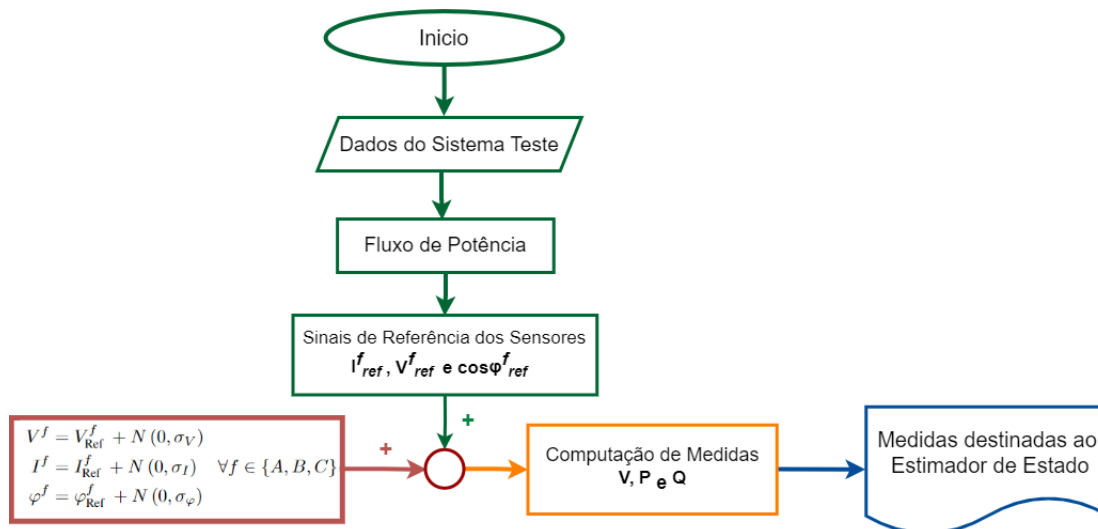 Inicio
Dados do Sistema Teste
Fluxo de Potência
Sinais de Referência dos Sensores
I^f_ref , V^f_ref e cosφ^f_ref
+
+
V^f = V^f_Ref + N (0, σ_V)
I^f = I^f_Ref + N (0, σ_I) ∀f ∈ {A, B, C}
φ^f = φ^f_Ref + N (0, σ_φ)
Computação de Medidas
V, P e Q
Medidas destinadas ao
Estimador de Estado